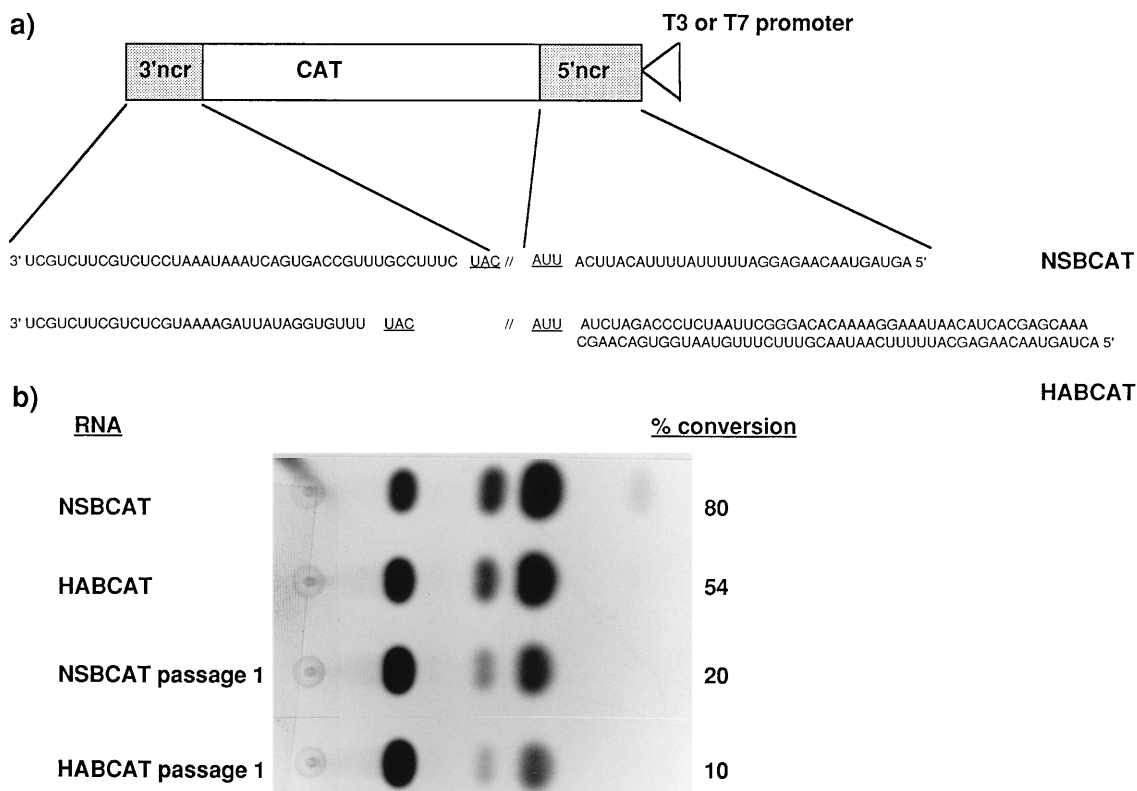 a)
T3 or T7 promoter
3'ncr CAT 5'ncr
3' UCGUCUUCGUCUCCUAAAUAAAUCAGUGACCGUUUGCCUUUC UAC // AUU ACUUACAUUUUAUUUUUAGGAGAACAAUGAUGA 5'
NSBCAT
3' UCGUCUUCGUCUCGUAAAAGAUUAUAGGUGUUU UAC // AUU AUCUAGACCCUCUAAUUCGGGACACAAAAGGAAAUAACAUCACGAGCAAA
CGAACAGUGGUAAUGUUUCUUUGCAAUAACUUUUUACGAGAACAAUGAUCA 5'
HABCAT
b)
RNA % conversion
NSBCAT 80
HABCAT 54
NSBCAT passage 1 20
HABCAT passage 1 10